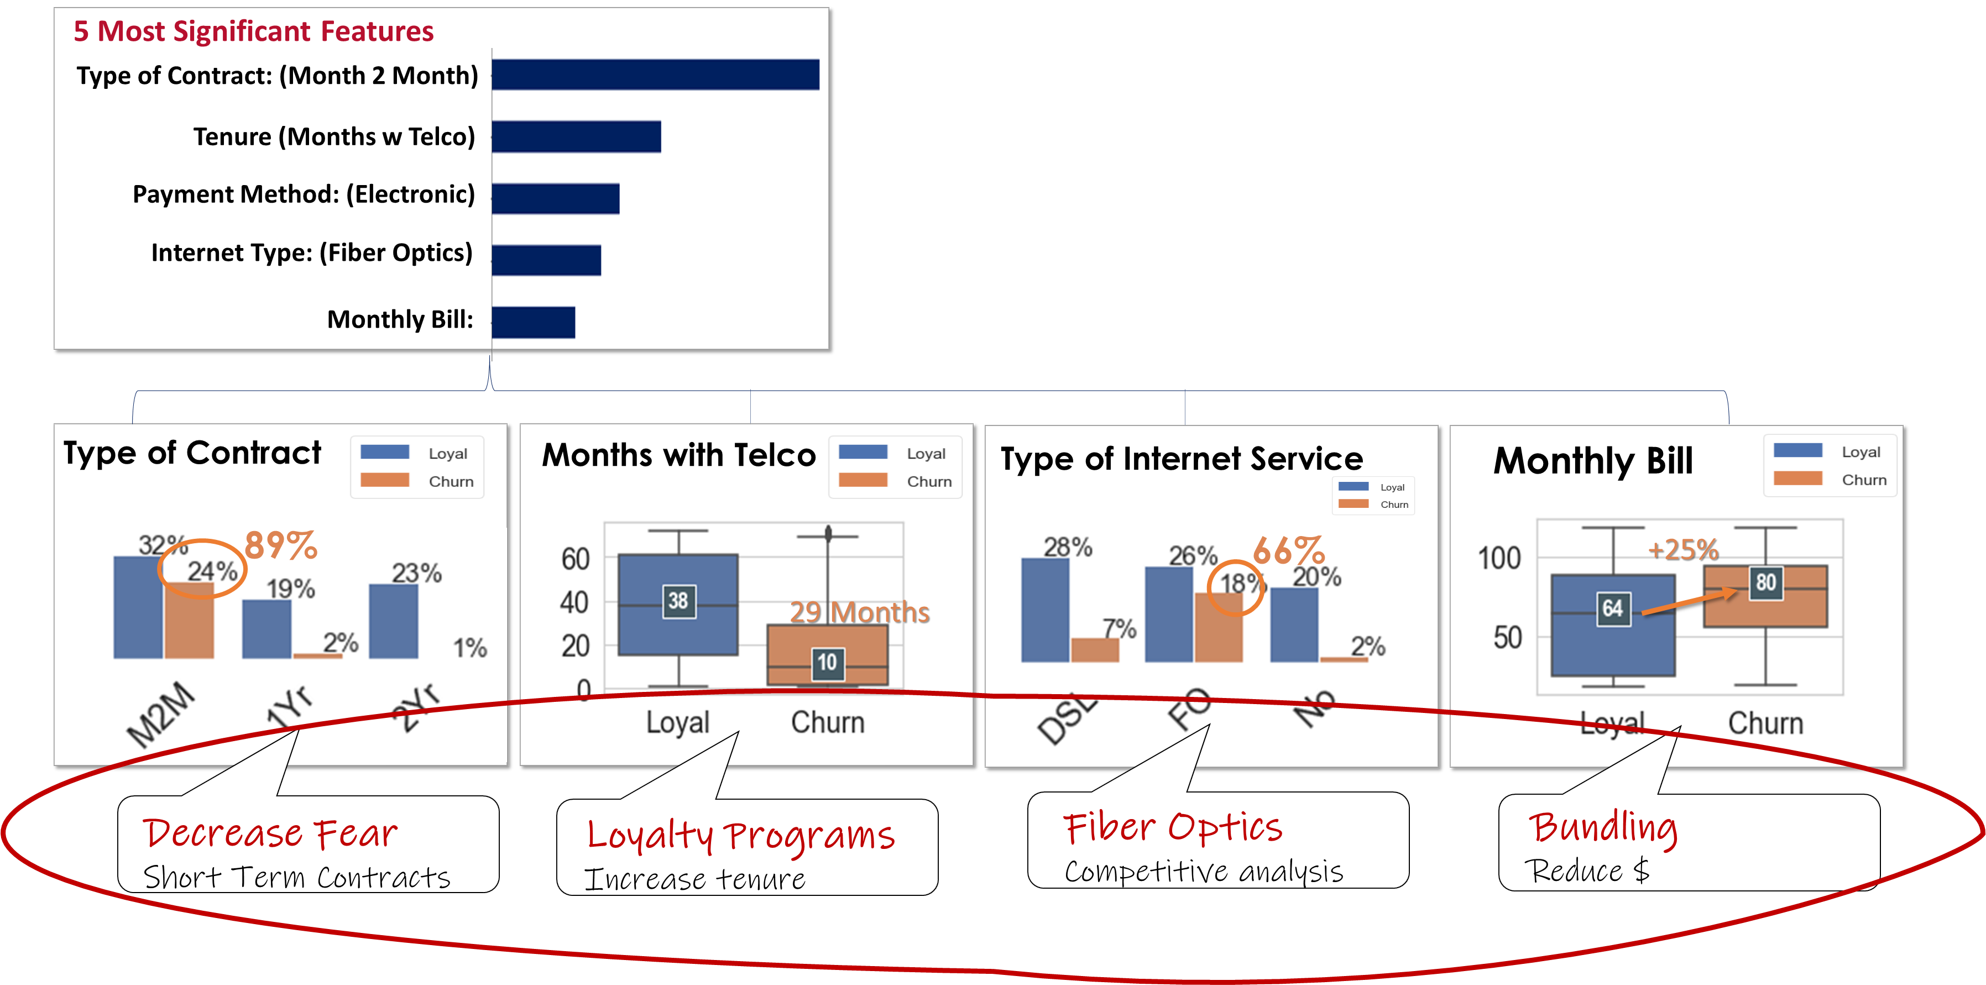 5 Most Significant Features
Type of Contract: (Month 2 Month)
Tenure (Months w Telco)
Payment Method: (Electronic)
Internet Type: (Fiber Optics)
Monthly Bill:
Type of Contract
Loyal
Churn
32%
24%
89%
19%
2%
23%
1%
M2M
1Yr
2Yr
Months with Telco
Loyal
Churn
60
40
20
0
38
29 Months
10
Loyal
Churn
Type of Internet Service
Loyal
Churn
28%
7%
26%
18%
66%
20%
2%
DSL
FO
No
Monthly Bill
Loyal
Churn
100
50
+25%
64
80
Loyal
Churn
Decrease Fear
Short Term Contracts
Loyalty Programs
Increase tenure
Fiber Optics
Competitive analysis
Bundling
Reduce $